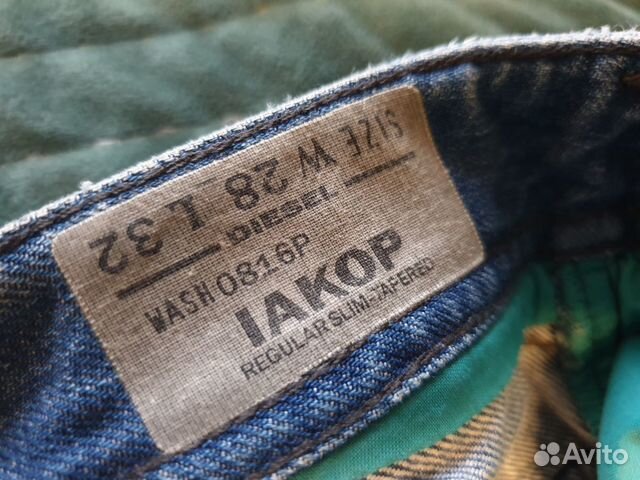 SIZE W 28 L 32
DIESEL
WASH 0816P
IAKOP
REGULAR SLIM-TAPERED
Avito